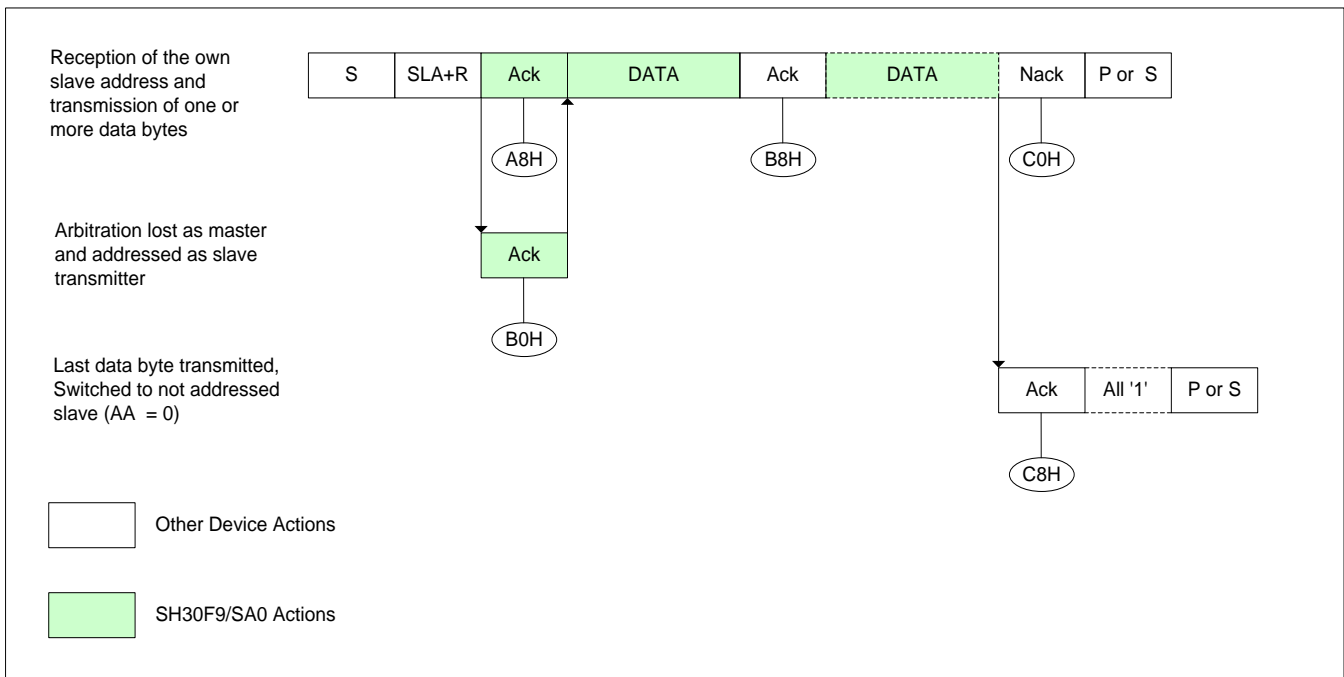 Reception of the own
slave address and
transmission of one or
more data bytes
S SLA+R Ack DATA Ack DATA Nack P or S
A8H B8H C0H
Arbitration lost as master
and addressed as slave
transmitter
Ack
B0H
Last data byte transmitted,
Switched to not addressed
slave (AA = 0)
Ack All '1' P or S
C8H
Other Device Actions
SH30F9/SA0 Actions